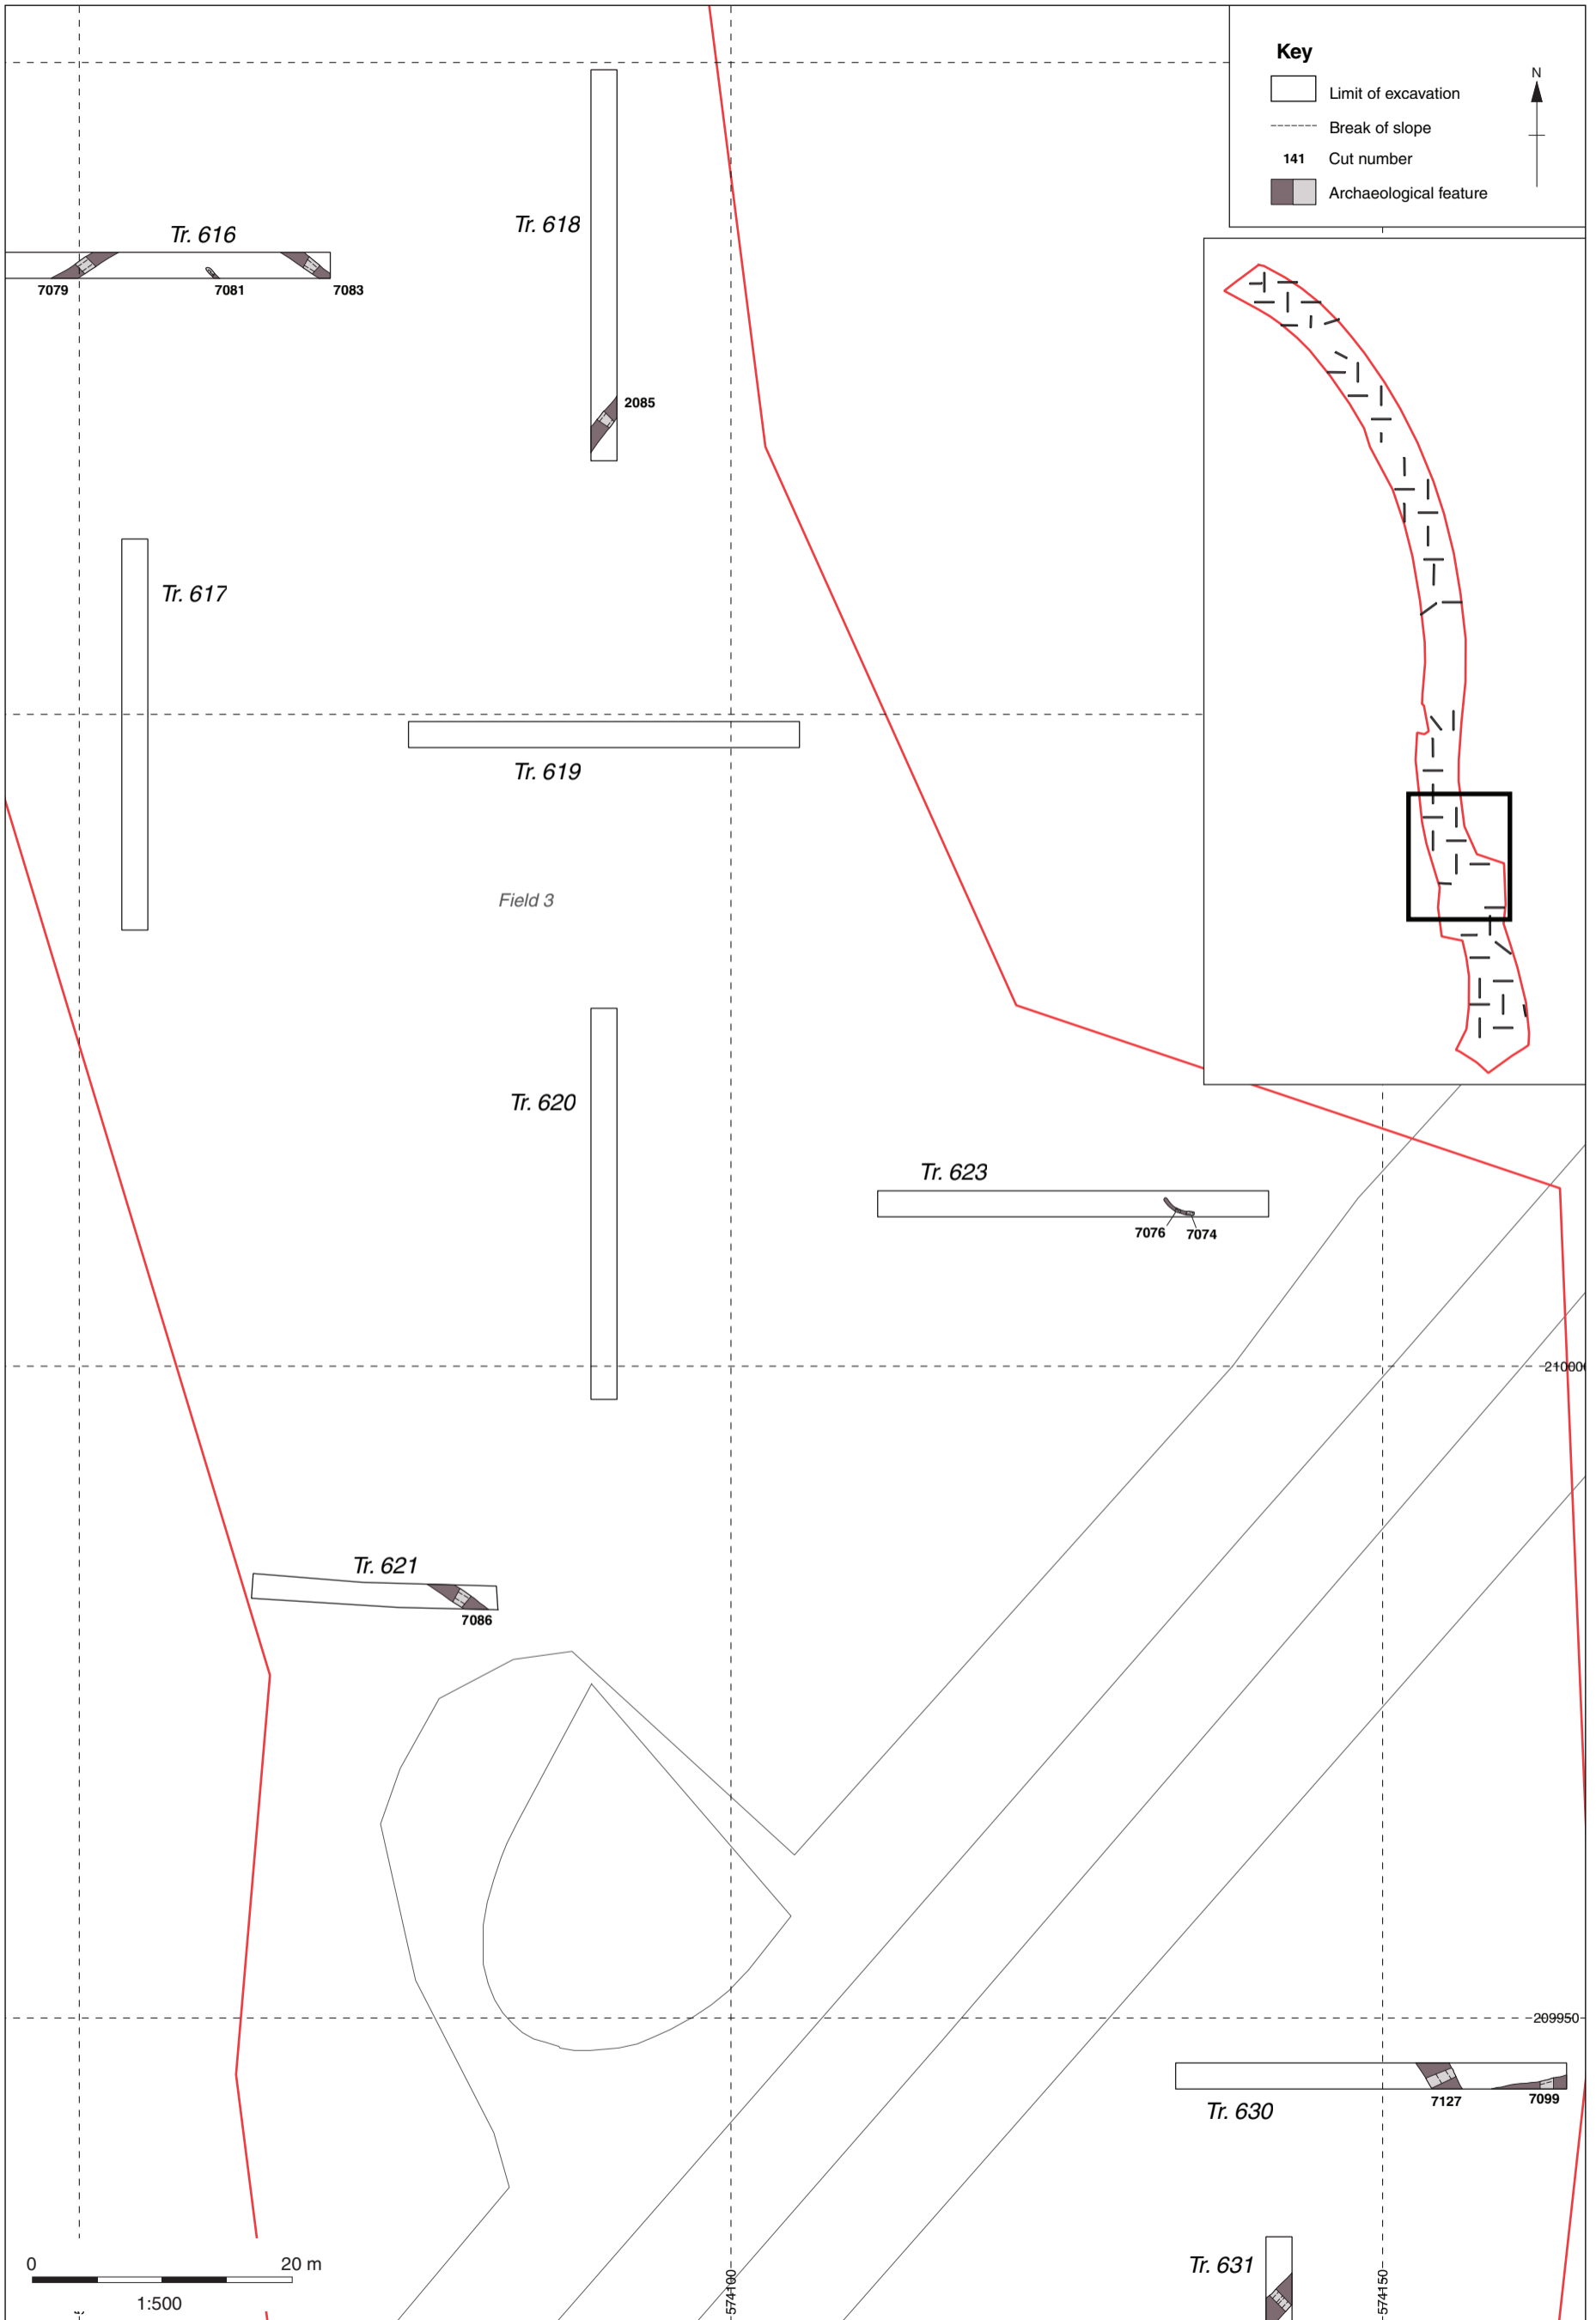 Key
N
Limit of excavation
Break of slope
141 Cut number
Archaeological feature
Tr. 616
7079
7081
7083
Tr. 618
2085
Tr. 617
Tr. 619
Field 3
Tr. 620
Tr. 623
7076
7074
Tr. 621
7086
209950
7127
7099
Tr. 630
Tr. 631
0
20 m
1:500
574100
574150